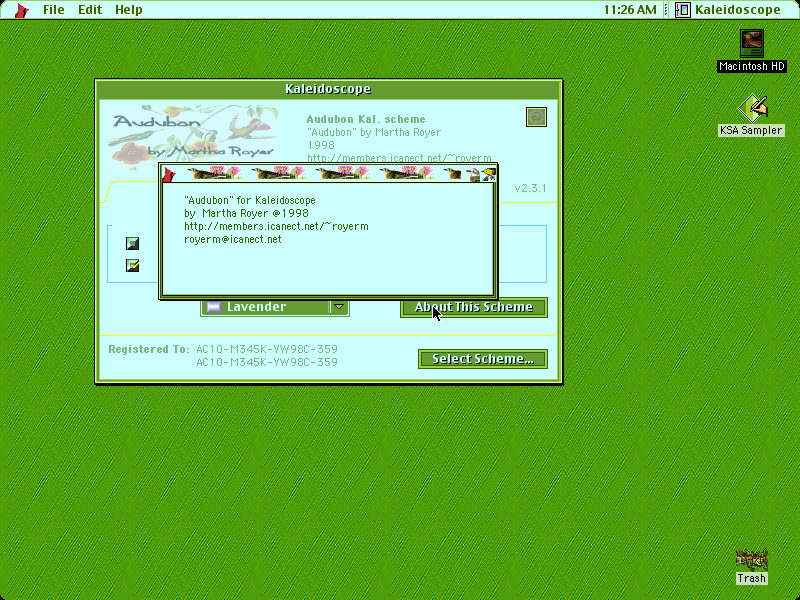 File Edit Help 11:26 AM Kaleidoscope
Macintosh HD
KSA Sampler
Kaleidoscope
Audubon
by Martha Royer
Audubon Kal. scheme
"Audubon" by Martha Royer
1998
http://members.icanect.net/~royerm
v2.3.1
"Audubon" for Kaleidoscope
by Martha Royer @1998
http://members.icanect.net/~royerm
royerm@icanect.net
Lavender
About This Scheme
Registered To: AC10-M345K-VW98C-359
AC10-M345K-VW98C-359
Select Scheme...
Trash